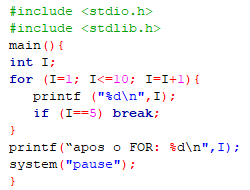 #include <stdio.h>
#include <stdlib.h>
main(){
int I;
for (I=1; I<=10; I=I+1){
printf ("%d\n",I);
if (I==5) break;
}
printf(“apos o FOR: %d\n",I);
system("pause");
}